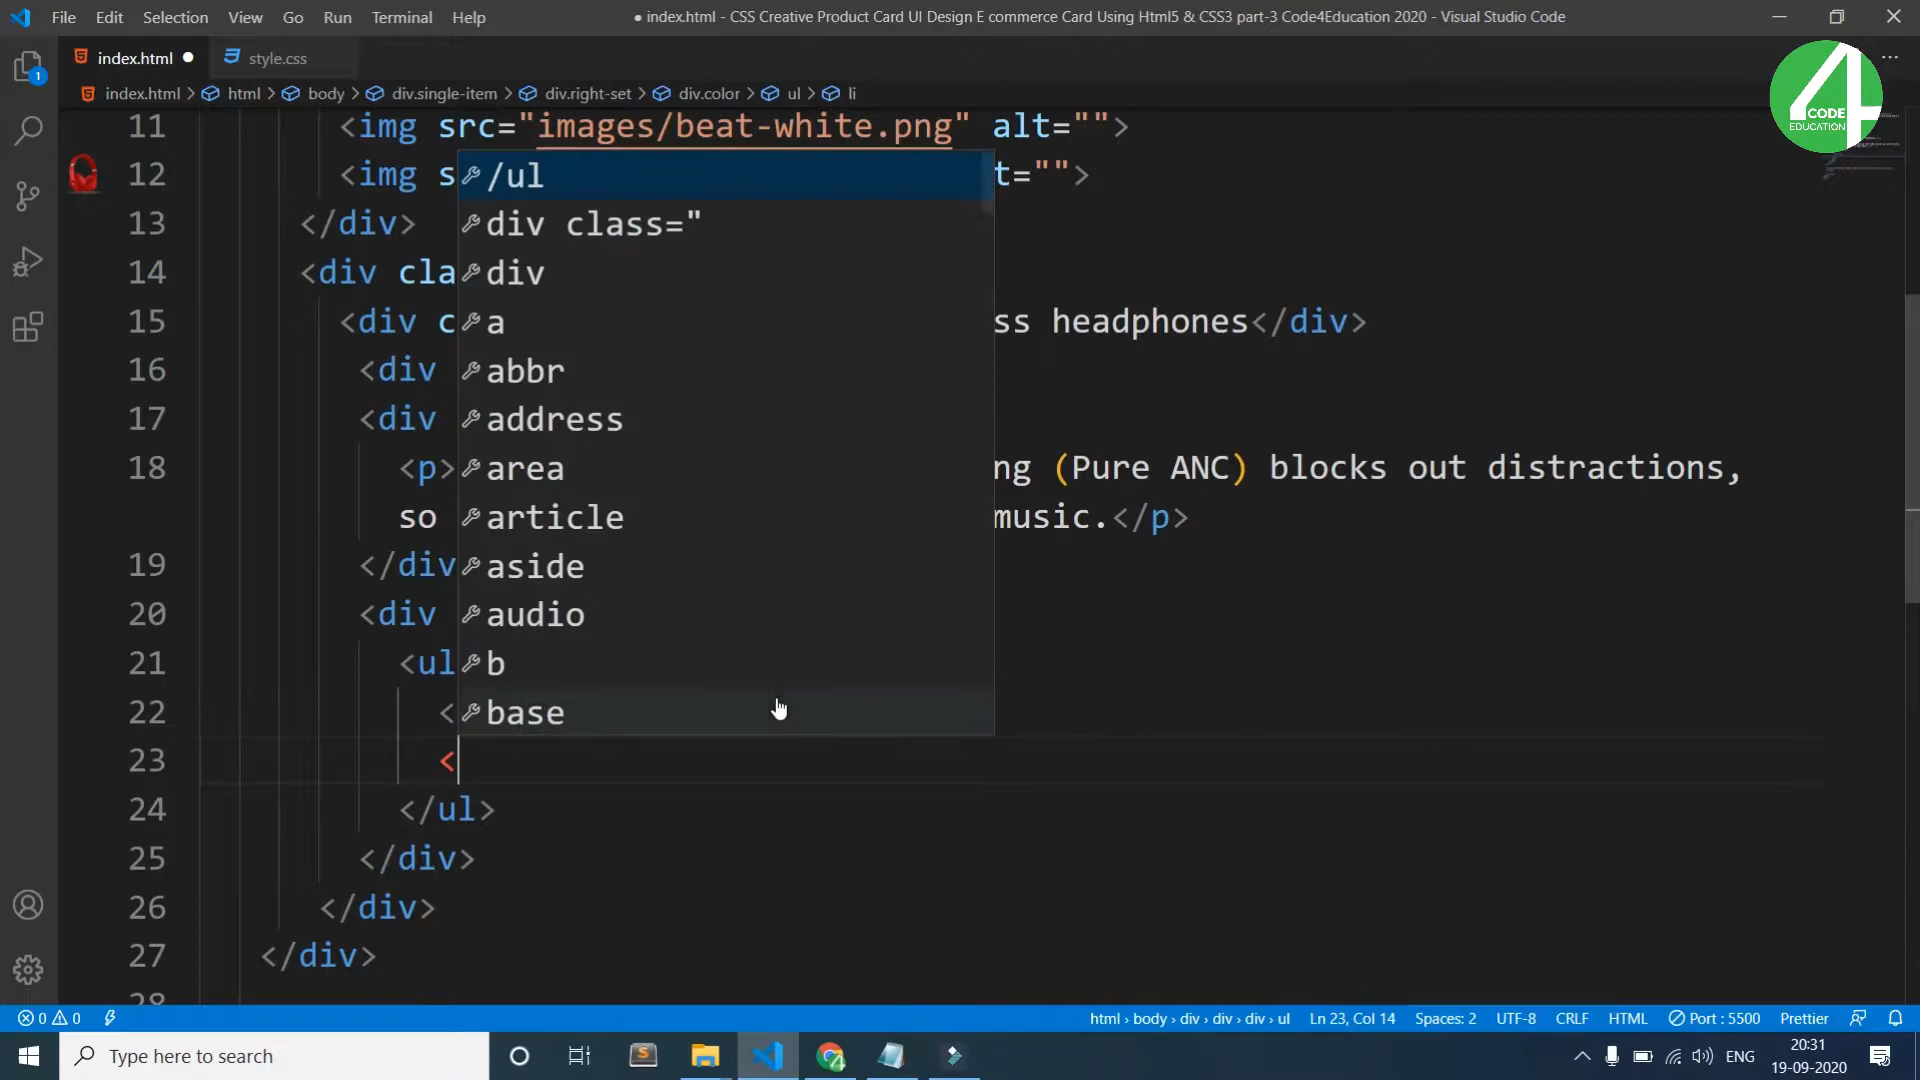 File Edit Selection View Go Run Terminal Help
● index.html - CSS Creative Product Card UI Design E commerce Card Using Html5 & CSS3 part-3 Code4Education 2020 - Visual Studio Code
index.html ● style.css
index.html > html > body > div.single-item > div.right-set > div.color > ul > li
4 CODE EDUCATION
1
11 <img src="images/beat-white.png" alt="">
12 <img s t="">
13 </div>
14 <div cla
15 <div c ss headphones</div>
16 <div
17 <div
18 <p> ng (Pure ANC) blocks out distractions,
so music.</p>
19 </div
20 <div
21 <ul
22 <
23 <
24 </ul>
25 </div>
26 </div>
27 </div>
28
/ul
div class="
div
a
abbr
address
area
article
aside
audio
b
base
0 0 html › body › div › div › div › ul Ln 23, Col 14 Spaces: 2 UTF-8 CRLF HTML Port : 5500 Prettier
Type here to search
ENG
20:31
19-09-2020